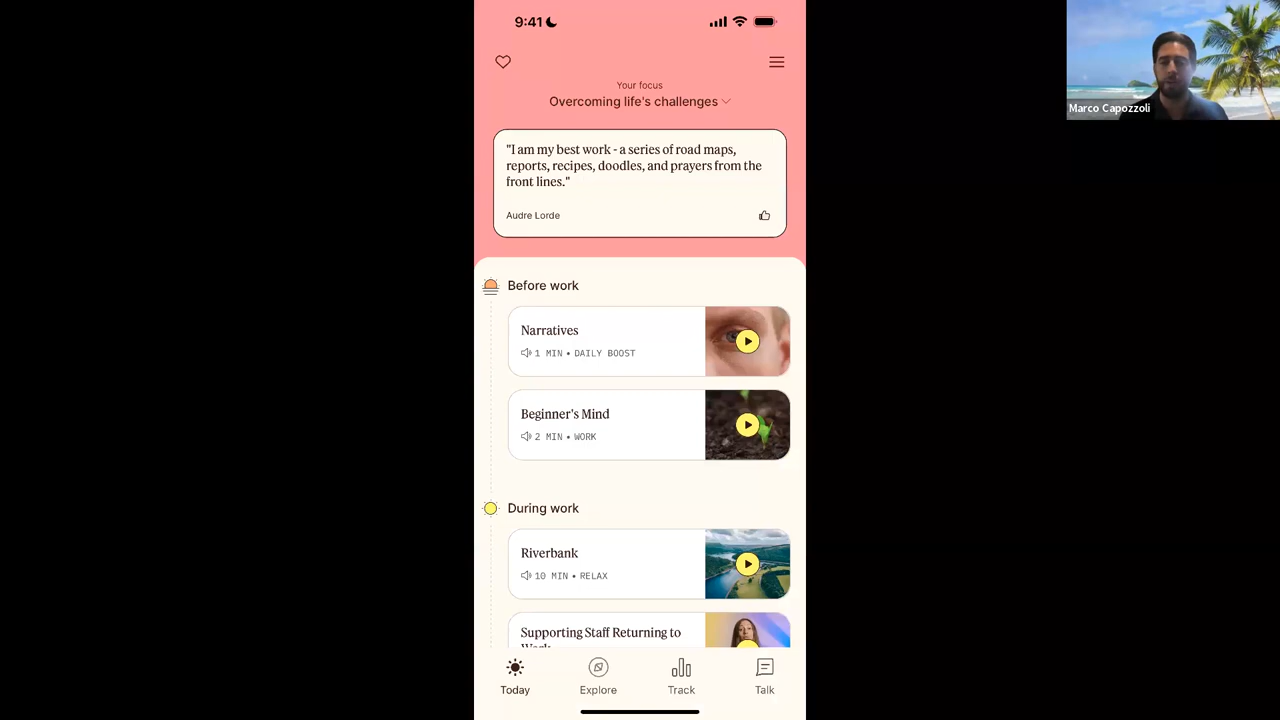 9:41
Your focus
Overcoming life's challenges
"I am my best work - a series of road maps,
reports, recipes, doodles, and prayers from the
front lines."
Audre Lorde
Before work
Narratives
1 MIN • DAILY BOOST
Beginner's Mind
2 MIN • WORK
During work
Riverbank
10 MIN • RELAX
Supporting Staff Returning to
Work
Today
Explore
Track
Talk
Marco Capozzoli